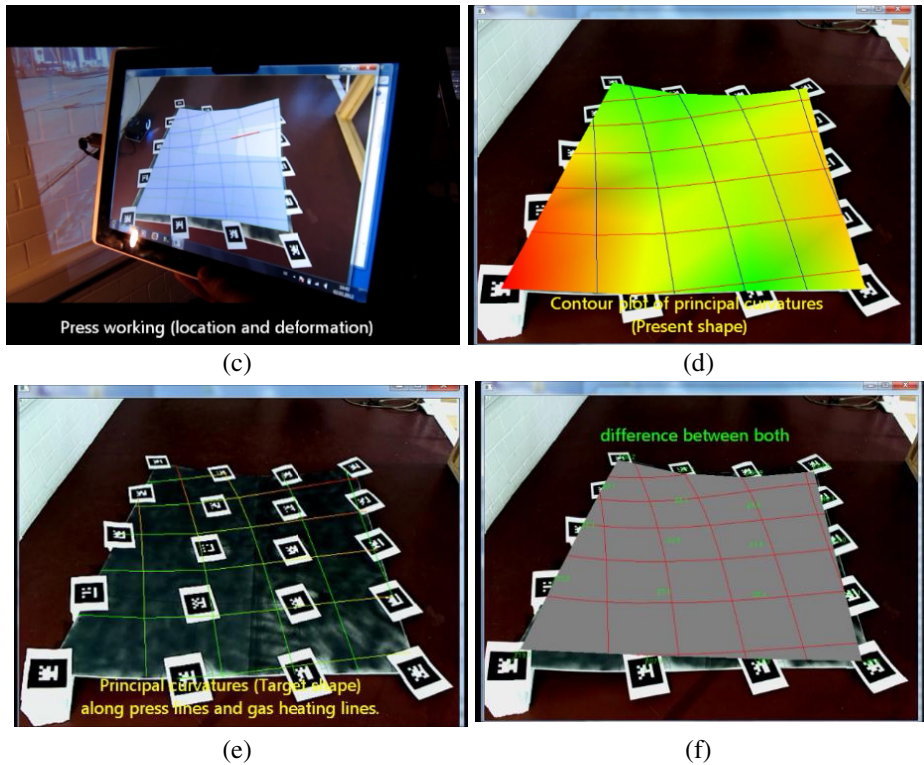 Press working (location and deformation)
(c)
Contour plot of principal curvatures
(Present shape)
(d)
Principal curvatures (Target shape)
along press lines and gas heating lines.
(e)
difference between both
(f)